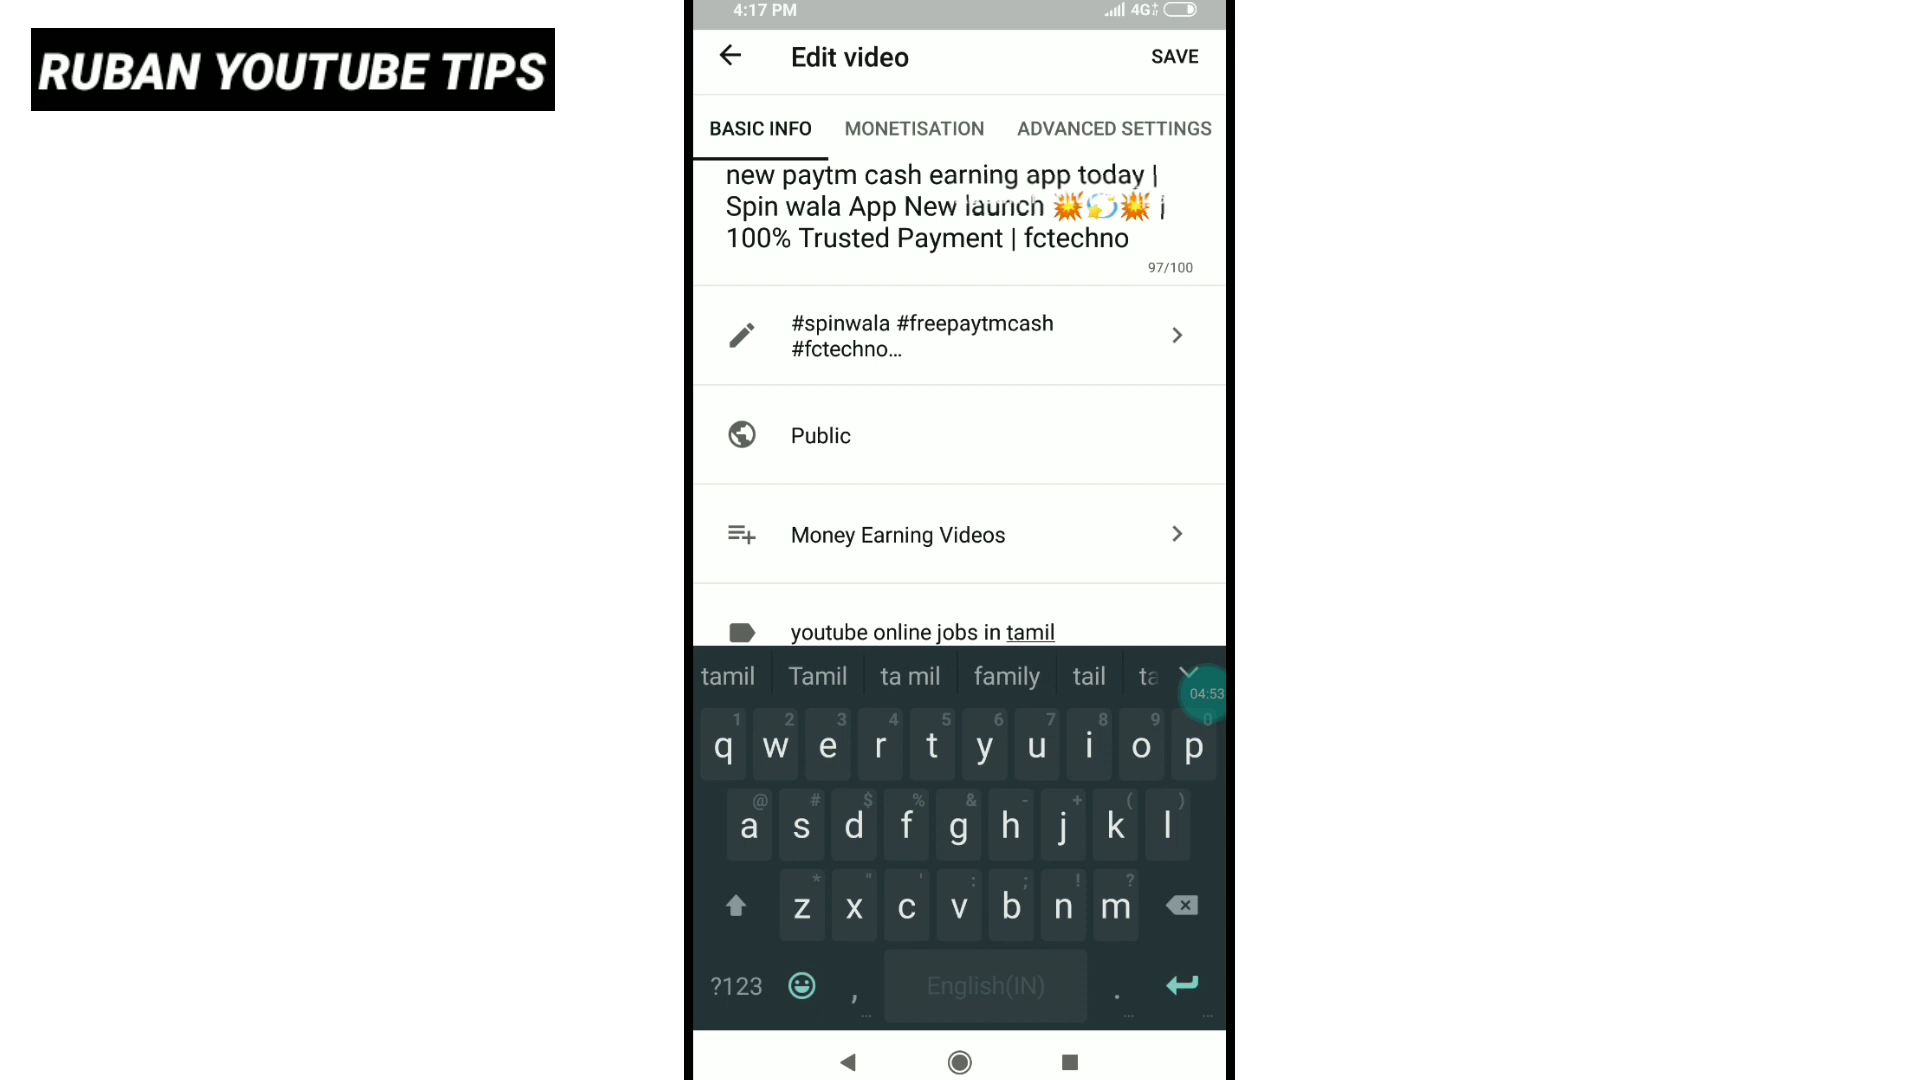 RUBAN YOUTUBE TIPS
4:17 PM
4G+
Edit video
SAVE
BASIC INFO
MONETISATION
ADVANCED SETTINGS
new paytm cash earning app today |
Spin wala App New launch 💥💫💥 |
100% Trusted Payment | fctechno
97/100
#spinwala #freepaytmcash
#fctechno...
Public
Money Earning Videos
youtube online jobs in tamil
tamil Tamil ta mil family tail ta
04:53
1 2 3 4 5 6 7 8 9 0
q w e r t y u i o p
@ # $ % & - + ( )
a s d f g h j k l
* " ' : ; ! ?
z x c v b n m
?123 , English(IN) .